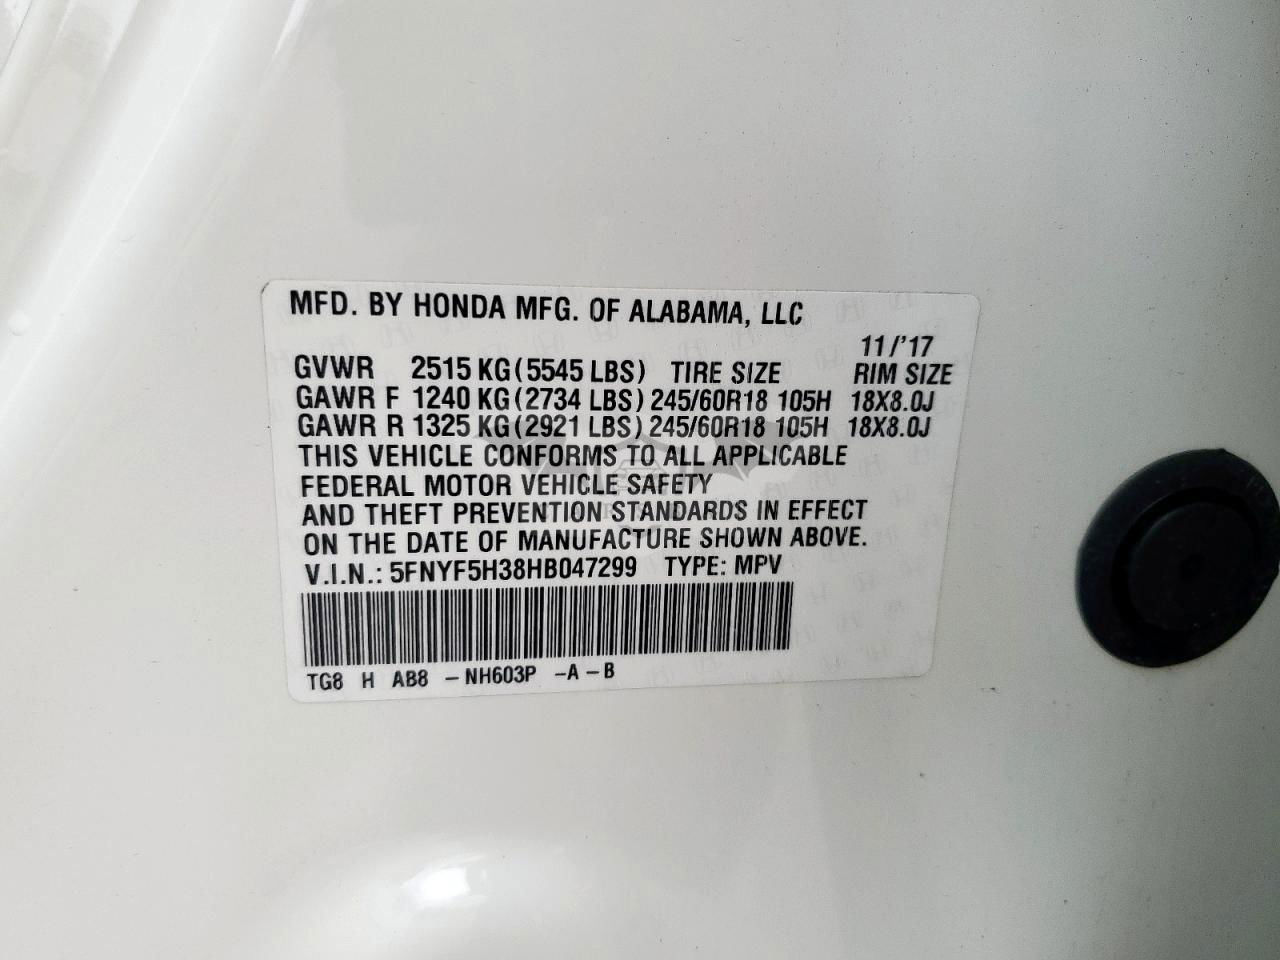 MFD. BY HONDA MFG. OF ALABAMA, LLC
11/'17
GVWR 2515 KG (5545 LBS) TIRE SIZE RIM SIZE
GAWR F 1240 KG (2734 LBS) 245/60R18 105H 18X8.0J
GAWR R 1325 KG (2921 LBS) 245/60R18 105H 18X8.0J
THIS VEHICLE CONFORMS TO ALL APPLICABLE
FEDERAL MOTOR VEHICLE SAFETY
AND THEFT PREVENTION STANDARDS IN EFFECT
ON THE DATE OF MANUFACTURE SHOWN ABOVE.
V.I.N.: 5FNYF5H38HB047299 TYPE: MPV
TG8 H AB8 - NH603P - A - B